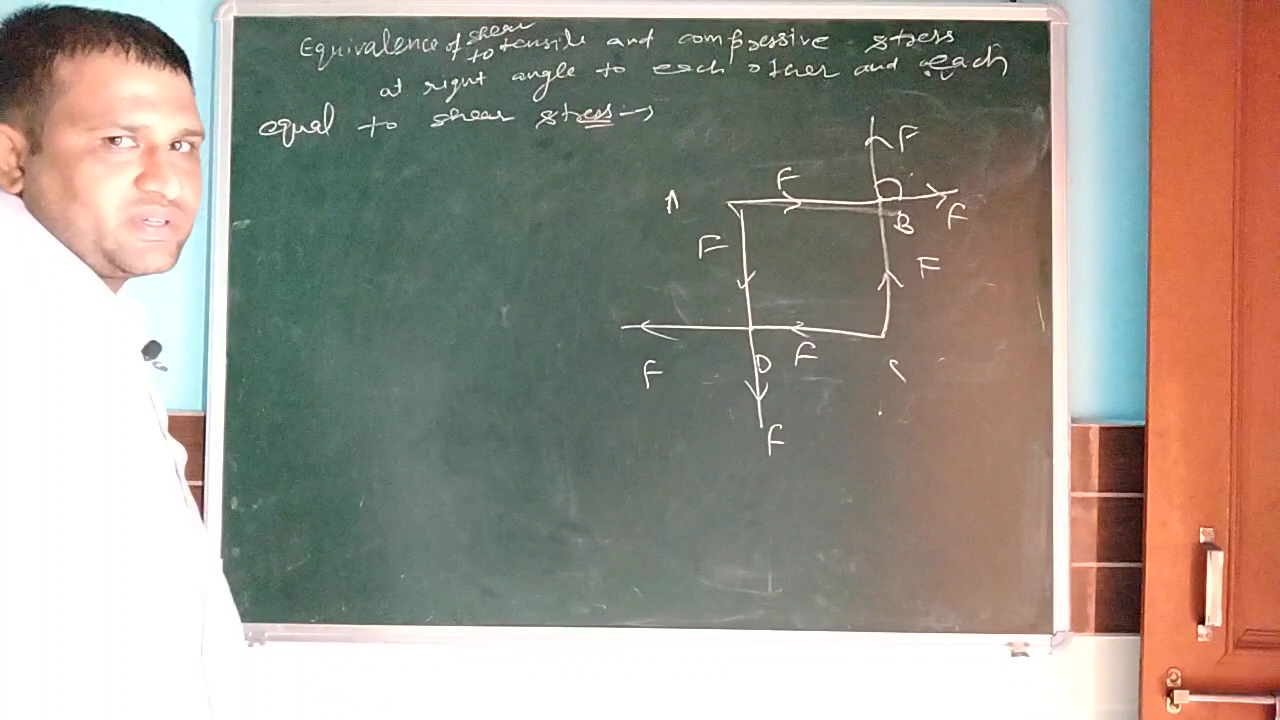 Equivalence of shear to tensile and compressive stress
at right angle to each other and each
equal to shear stress →
F
F
A
B
F
F
F
F
D
F
C
F